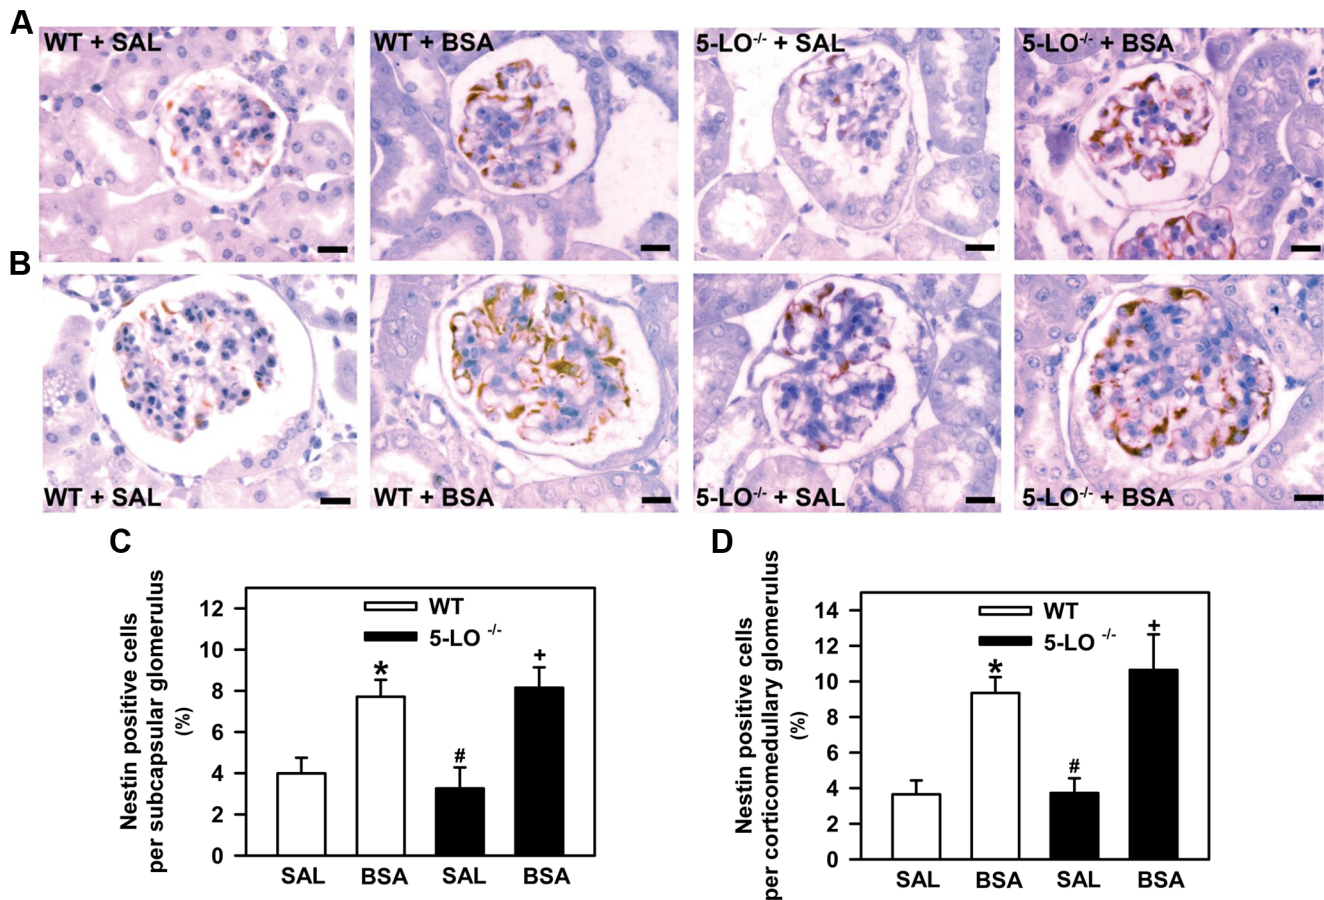 A
WT + SAL
WT + BSA
5-LO-/- + SAL
5-LO-/- + BSA
B
WT + SAL
WT + BSA
5-LO-/- + SAL
5-LO-/- + BSA
C
Nestin positive cells
per subcapsular glomerulus
(%)
12
10
8
6
4
2
0
WT
5-LO -/-
*
#
+
SAL
BSA
SAL
BSA
D
Nestin positive cells
per corticomedullary glomerulus
(%)
14
12
10
8
6
4
2
0
WT
5-LO -/-
*
#
+
SAL
BSA
SAL
BSA